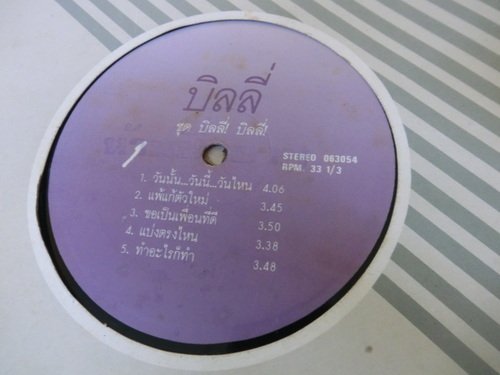 บิลลี่
ชุด บิลลี่! บิลลี่!
STEREO 063054
RPM. 33 1/3
1. วันนั้น...วันนี้...วันไหน 4.06
2. แพ้แก้ตัวใหม่ 3.45
3. ขอเป็นเพื่อนที่ดี 3.50
4. แบ่งตรงไหน 3.38
5. ทำอะไรก็ทำ 3.48